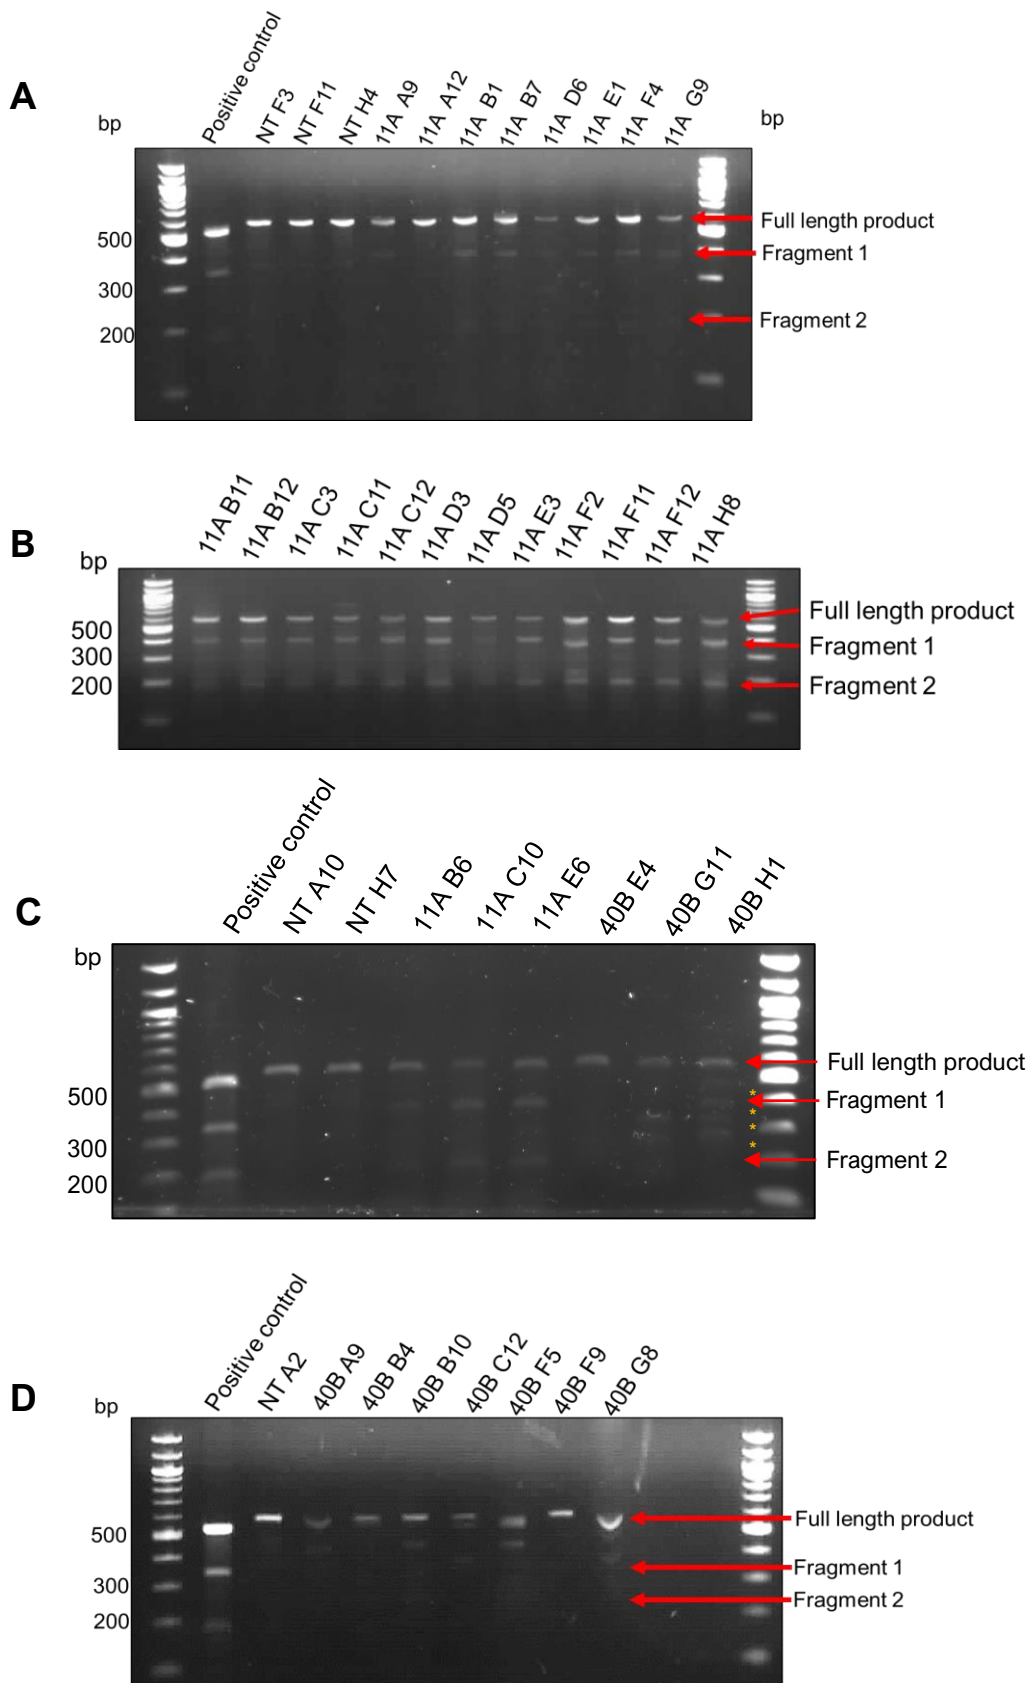 A
bp
Positive control
NT F3
NT F11
NT H4
11A A9
11A A12
11A B1
11A B7
11A D6
11A E1
11A F4
11A G9
bp
500
300
200
Full length product
Fragment 1
Fragment 2
B
bp
11A B11
11A B12
11A C3
11A C11
11A C12
11A D3
11A D5
11A E3
11A F2
11A F11
11A F12
11A H8
500
300
200
Full length product
Fragment 1
Fragment 2
C
bp
Positive control
NT A10
NT H7
11A B6
11A C10
11A E6
40B E4
40B G11
40B H1
500
300
200
Full length product
*
Fragment 1
*
*
*
Fragment 2
D
bp
Positive control
NT A2
40B A9
40B B4
40B B10
40B C12
40B F5
40B F9
40B G8
500
300
200
Full length product
Fragment 1
Fragment 2